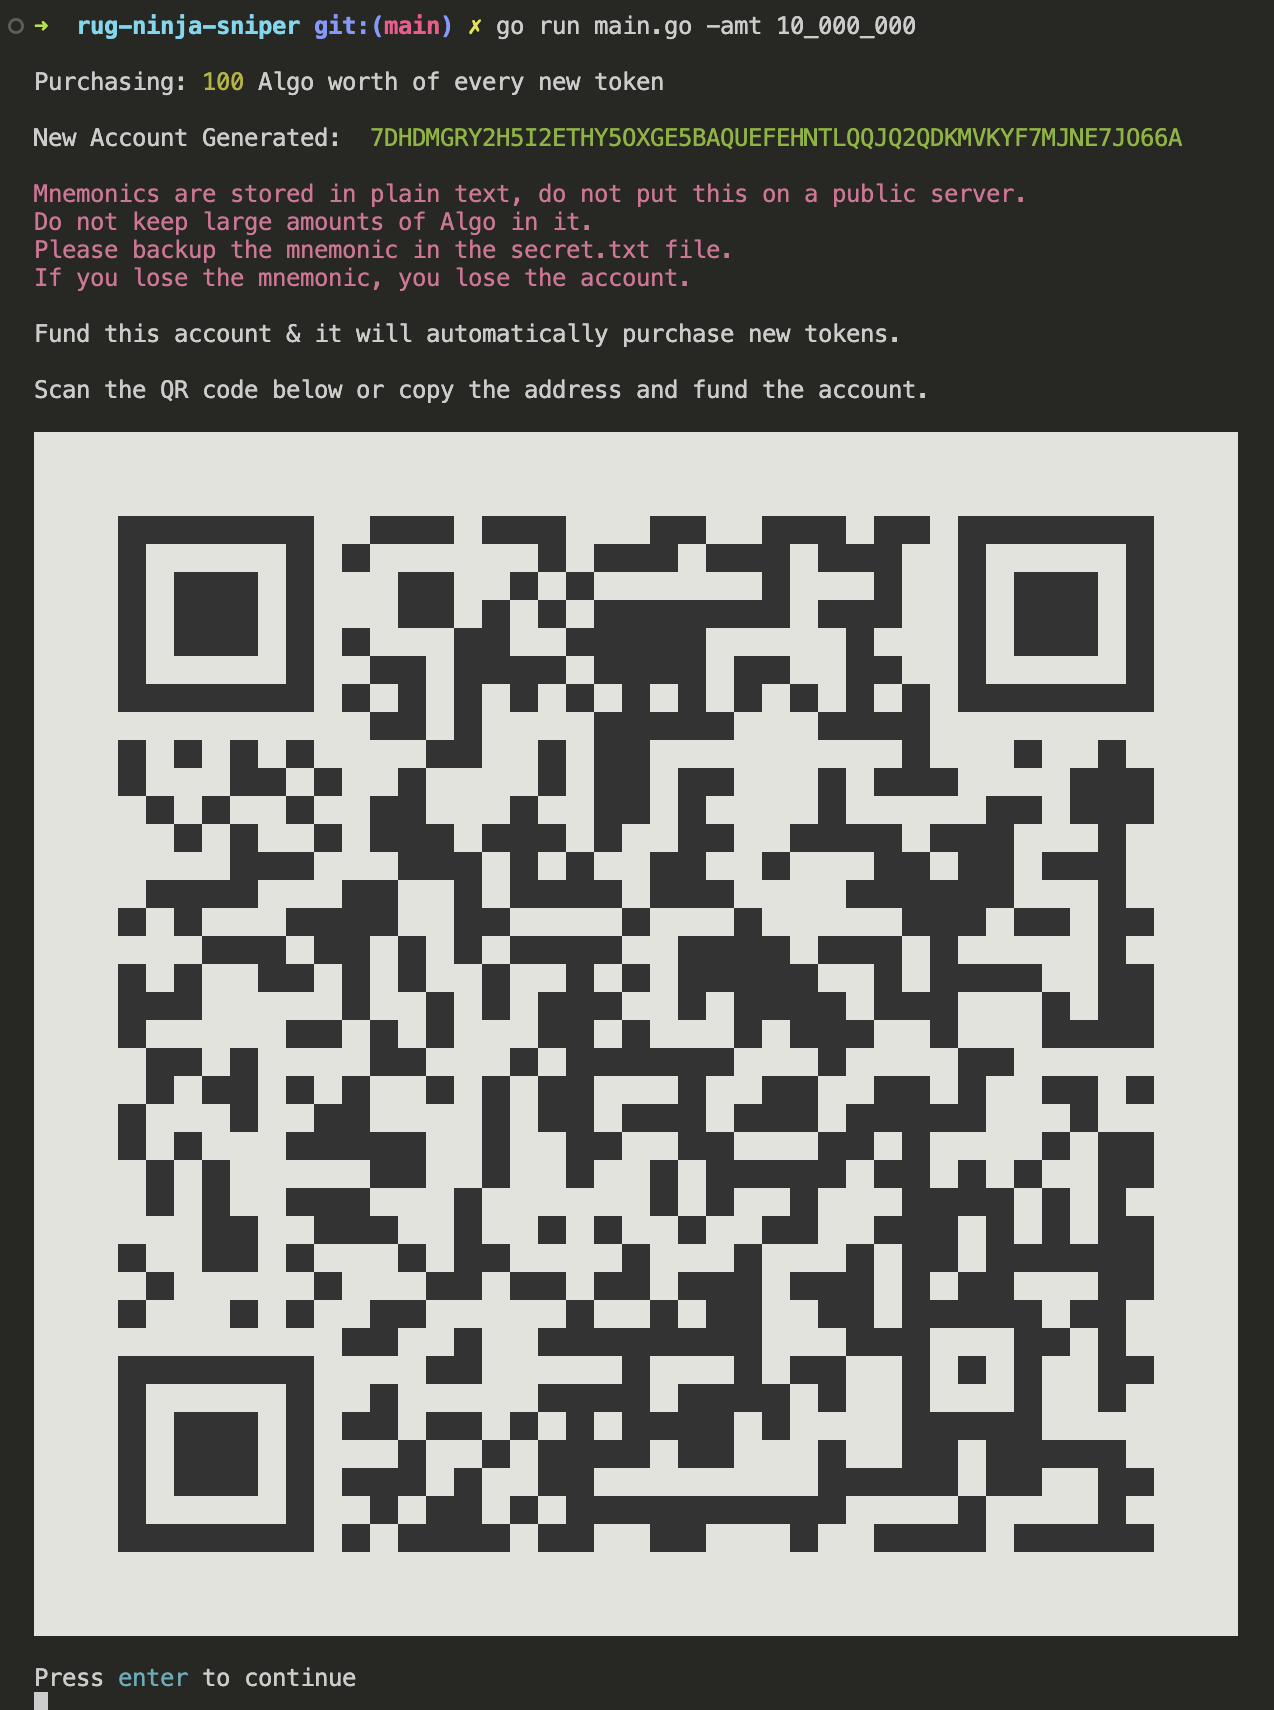 ➜ rug-ninja-sniper git:(main) ✗ go run main.go -amt 10_000_000
Purchasing: 100 Algo worth of every new token
New Account Generated: 7DHDMGRY2H5I2ETHY5OXGE5BAQUEFEHNTLQQJQ2QDKMVKYF7MJNE7JO66A
Mnemonics are stored in plain text, do not put this on a public server.
Do not keep large amounts of Algo in it.
Please backup the mnemonic in the secret.txt file.
If you lose the mnemonic, you lose the account.
Fund this account & it will automatically purchase new tokens.
Scan the QR code below or copy the address and fund the account.
Press enter to continue